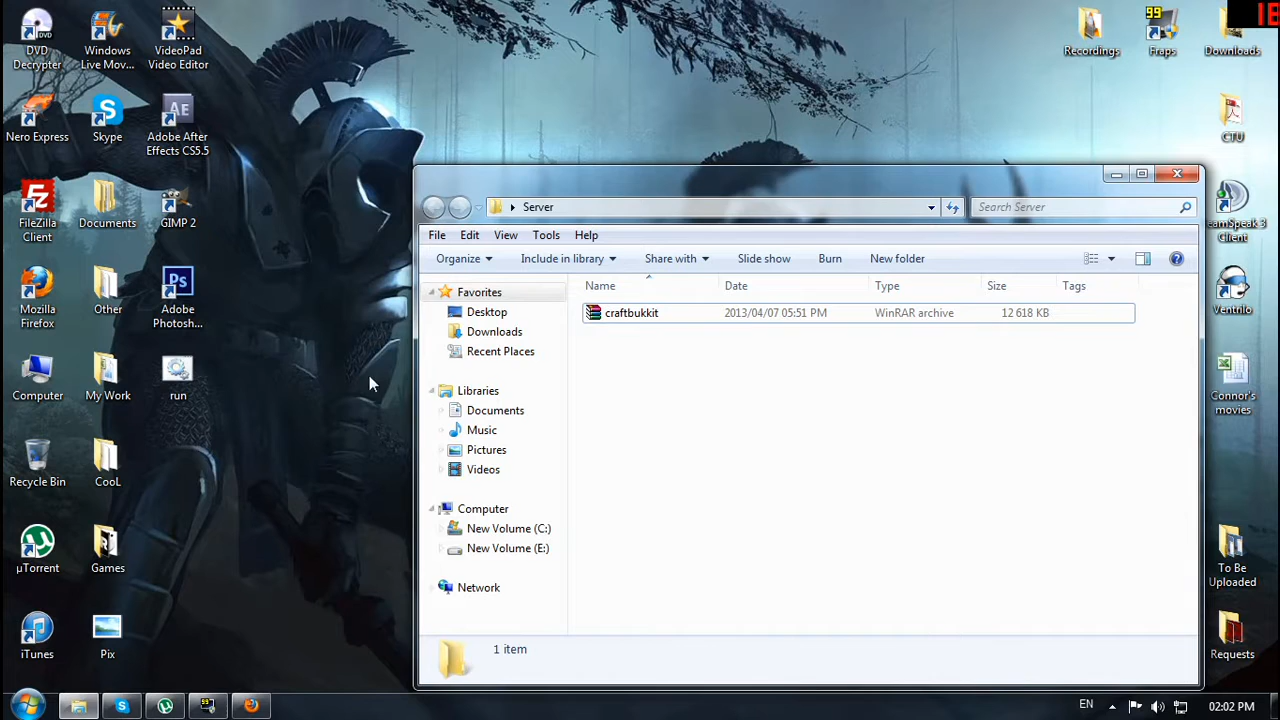 DVD
Decrypter
Windows
Live Mov...
VideoPad
Video Editor
Nero Express
Skype
Adobe After
Effects CS5.5
FileZilla
Client
Documents
GIMP 2
Mozilla
Firefox
Other
Adobe
Photosh...
Computer
My Work
run
Recycle Bin
CooL
µTorrent
Games
iTunes
Pix
Recordings
99
Fraps
Downloads
CTU
eamSpeak 3
Client
Ventrilo
Connor's
movies
To Be
Uploaded
Requests
Server
Search Server
File Edit View Tools Help
Organize Include in library Share with Slide show Burn New folder
Name Date Type Size Tags
craftbukkit 2013/04/07 05:51 PM WinRAR archive 12 618 KB
Favorites
Desktop
Downloads
Recent Places
Libraries
Documents
Music
Pictures
Videos
Computer
New Volume (C:)
New Volume (E:)
Network
1 item
EN 02:02 PM